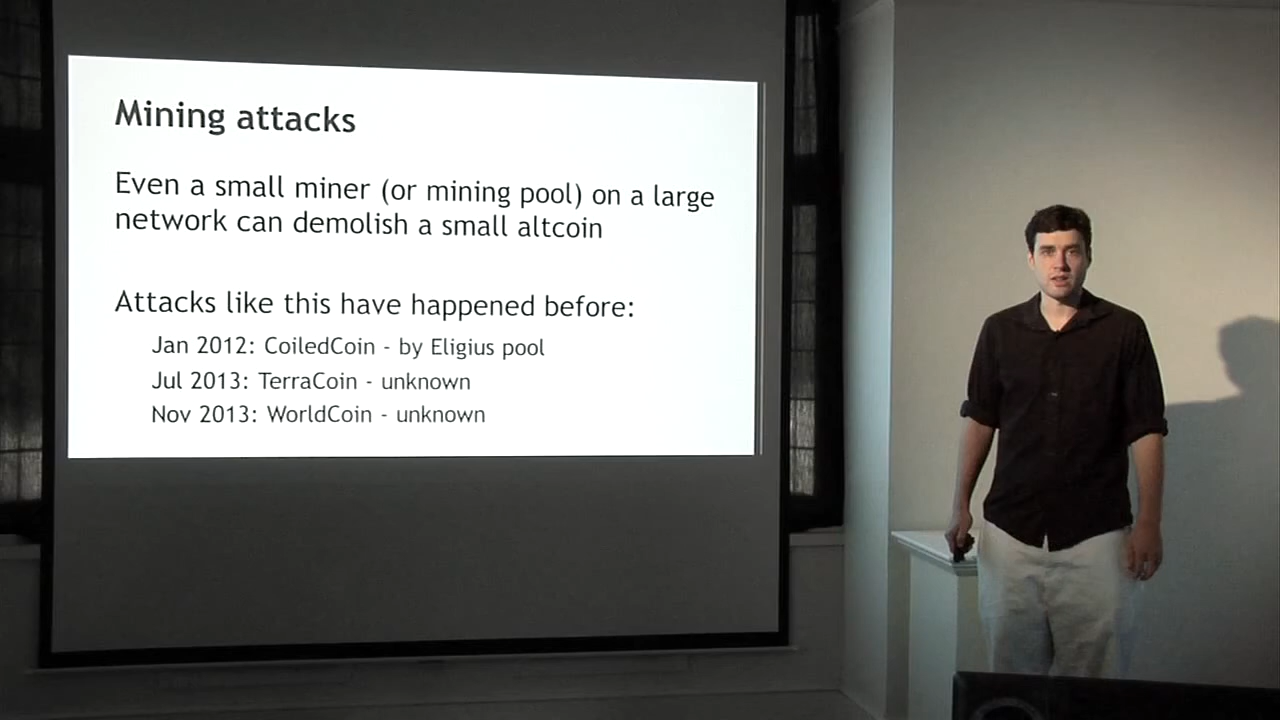 Mining attacks
Even a small miner (or mining pool) on a large
network can demolish a small altcoin
Attacks like this have happened before:
Jan 2012: CoiledCoin - by Eligius pool
Jul 2013: TerraCoin - unknown
Nov 2013: WorldCoin - unknown